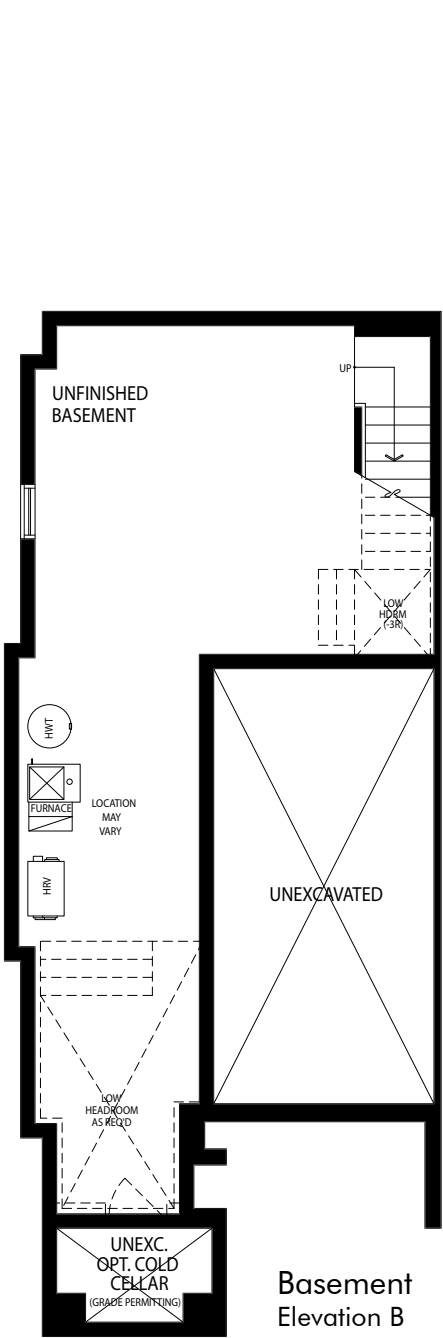 UP
UNFINISHED
BASEMENT
LOW
HDRM
(-3R)
HWT
FURNACE
LOCATION
MAY
VARY
HRV
UNEXCAVATED
LOW
HEADROOM
AS REQ'D
UNEXC.
OPT. COLD
CELLAR
(GRADE PERMITTING)
Basement
Elevation B